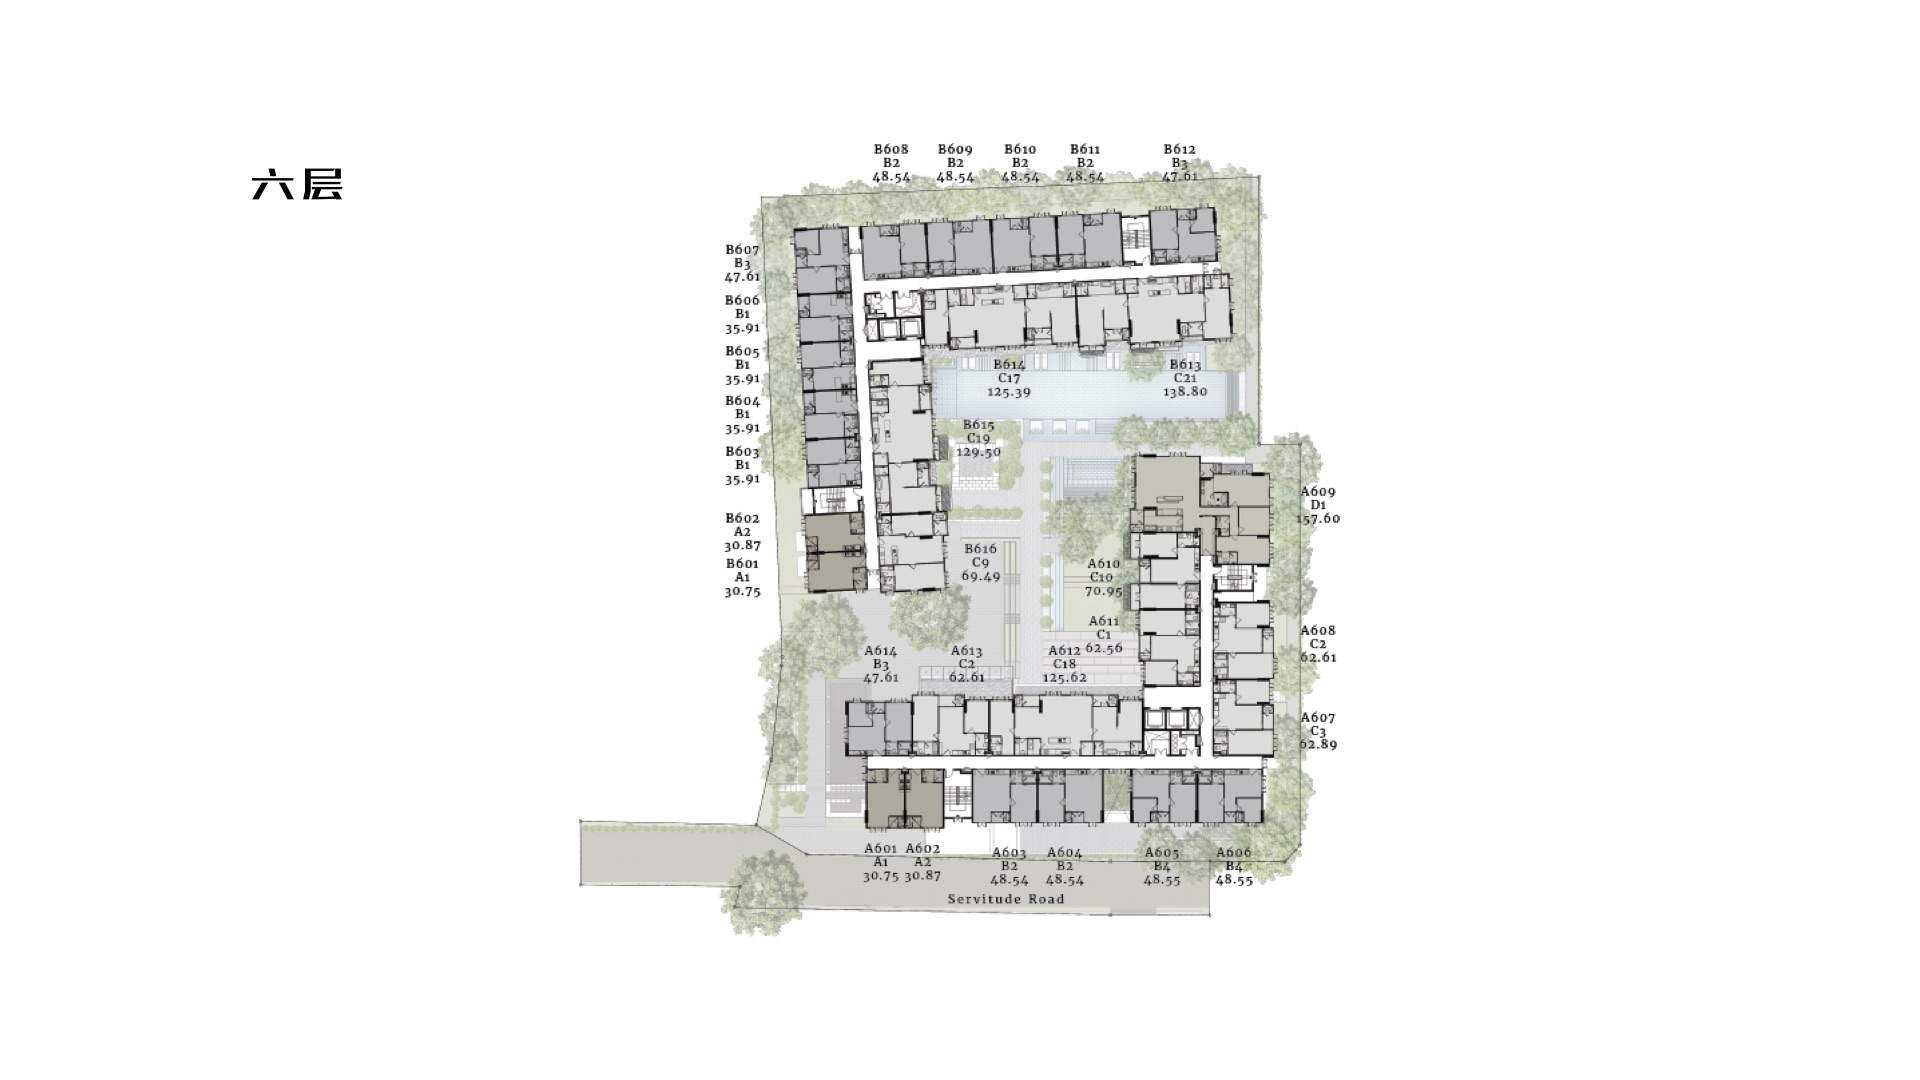 六层
B608
B2
48.54
B609
B2
48.54
B610
B2
48.54
B611
B2
48.54
B612
B3
47.61
B607
B3
47.61
B606
B1
35.91
B605
B1
35.91
B604
B1
35.91
B603
B1
35.91
B602
A2
30.87
B601
A1
30.75
B614
C17
125.39
B613
C21
138.80
B615
C19
129.50
B616
C9
69.49
A609
D1
157.60
A610
C10
70.95
A611
C1
62.56
A608
C2
62.61
A607
C3
62.89
A614
B3
47.61
A613
C2
62.61
A612
C18
125.62
A601
A1
30.75
A602
A2
30.87
A603
B2
48.54
A604
B2
48.54
A605
B4
48.55
A606
B4
48.55
Servitude Road